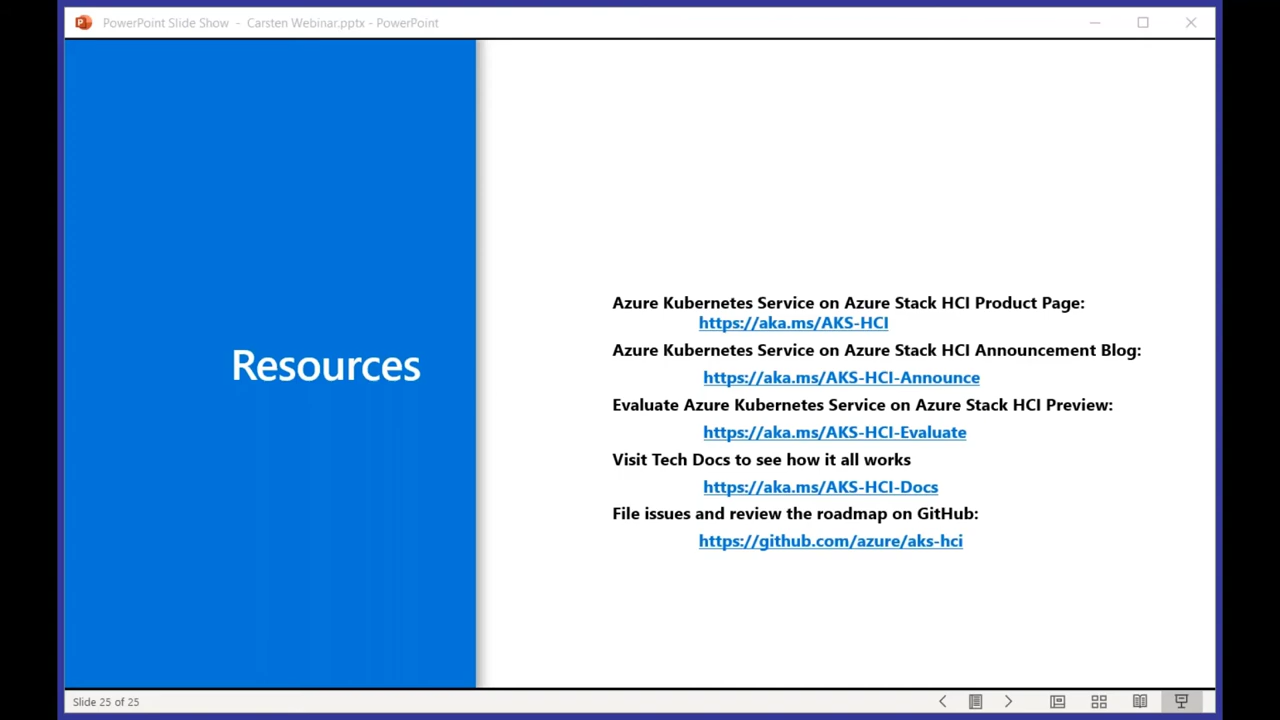 PowerPoint Slide Show - Carsten Webinar.pptx - PowerPoint
Resources
Azure Kubernetes Service on Azure Stack HCI Product Page:
https://aka.ms/AKS-HCI
Azure Kubernetes Service on Azure Stack HCI Announcement Blog:
https://aka.ms/AKS-HCI-Announce
Evaluate Azure Kubernetes Service on Azure Stack HCI Preview:
https://aka.ms/AKS-HCI-Evaluate
Visit Tech Docs to see how it all works
https://aka.ms/AKS-HCI-Docs
File issues and review the roadmap on GitHub:
https://github.com/azure/aks-hci
Slide 25 of 25